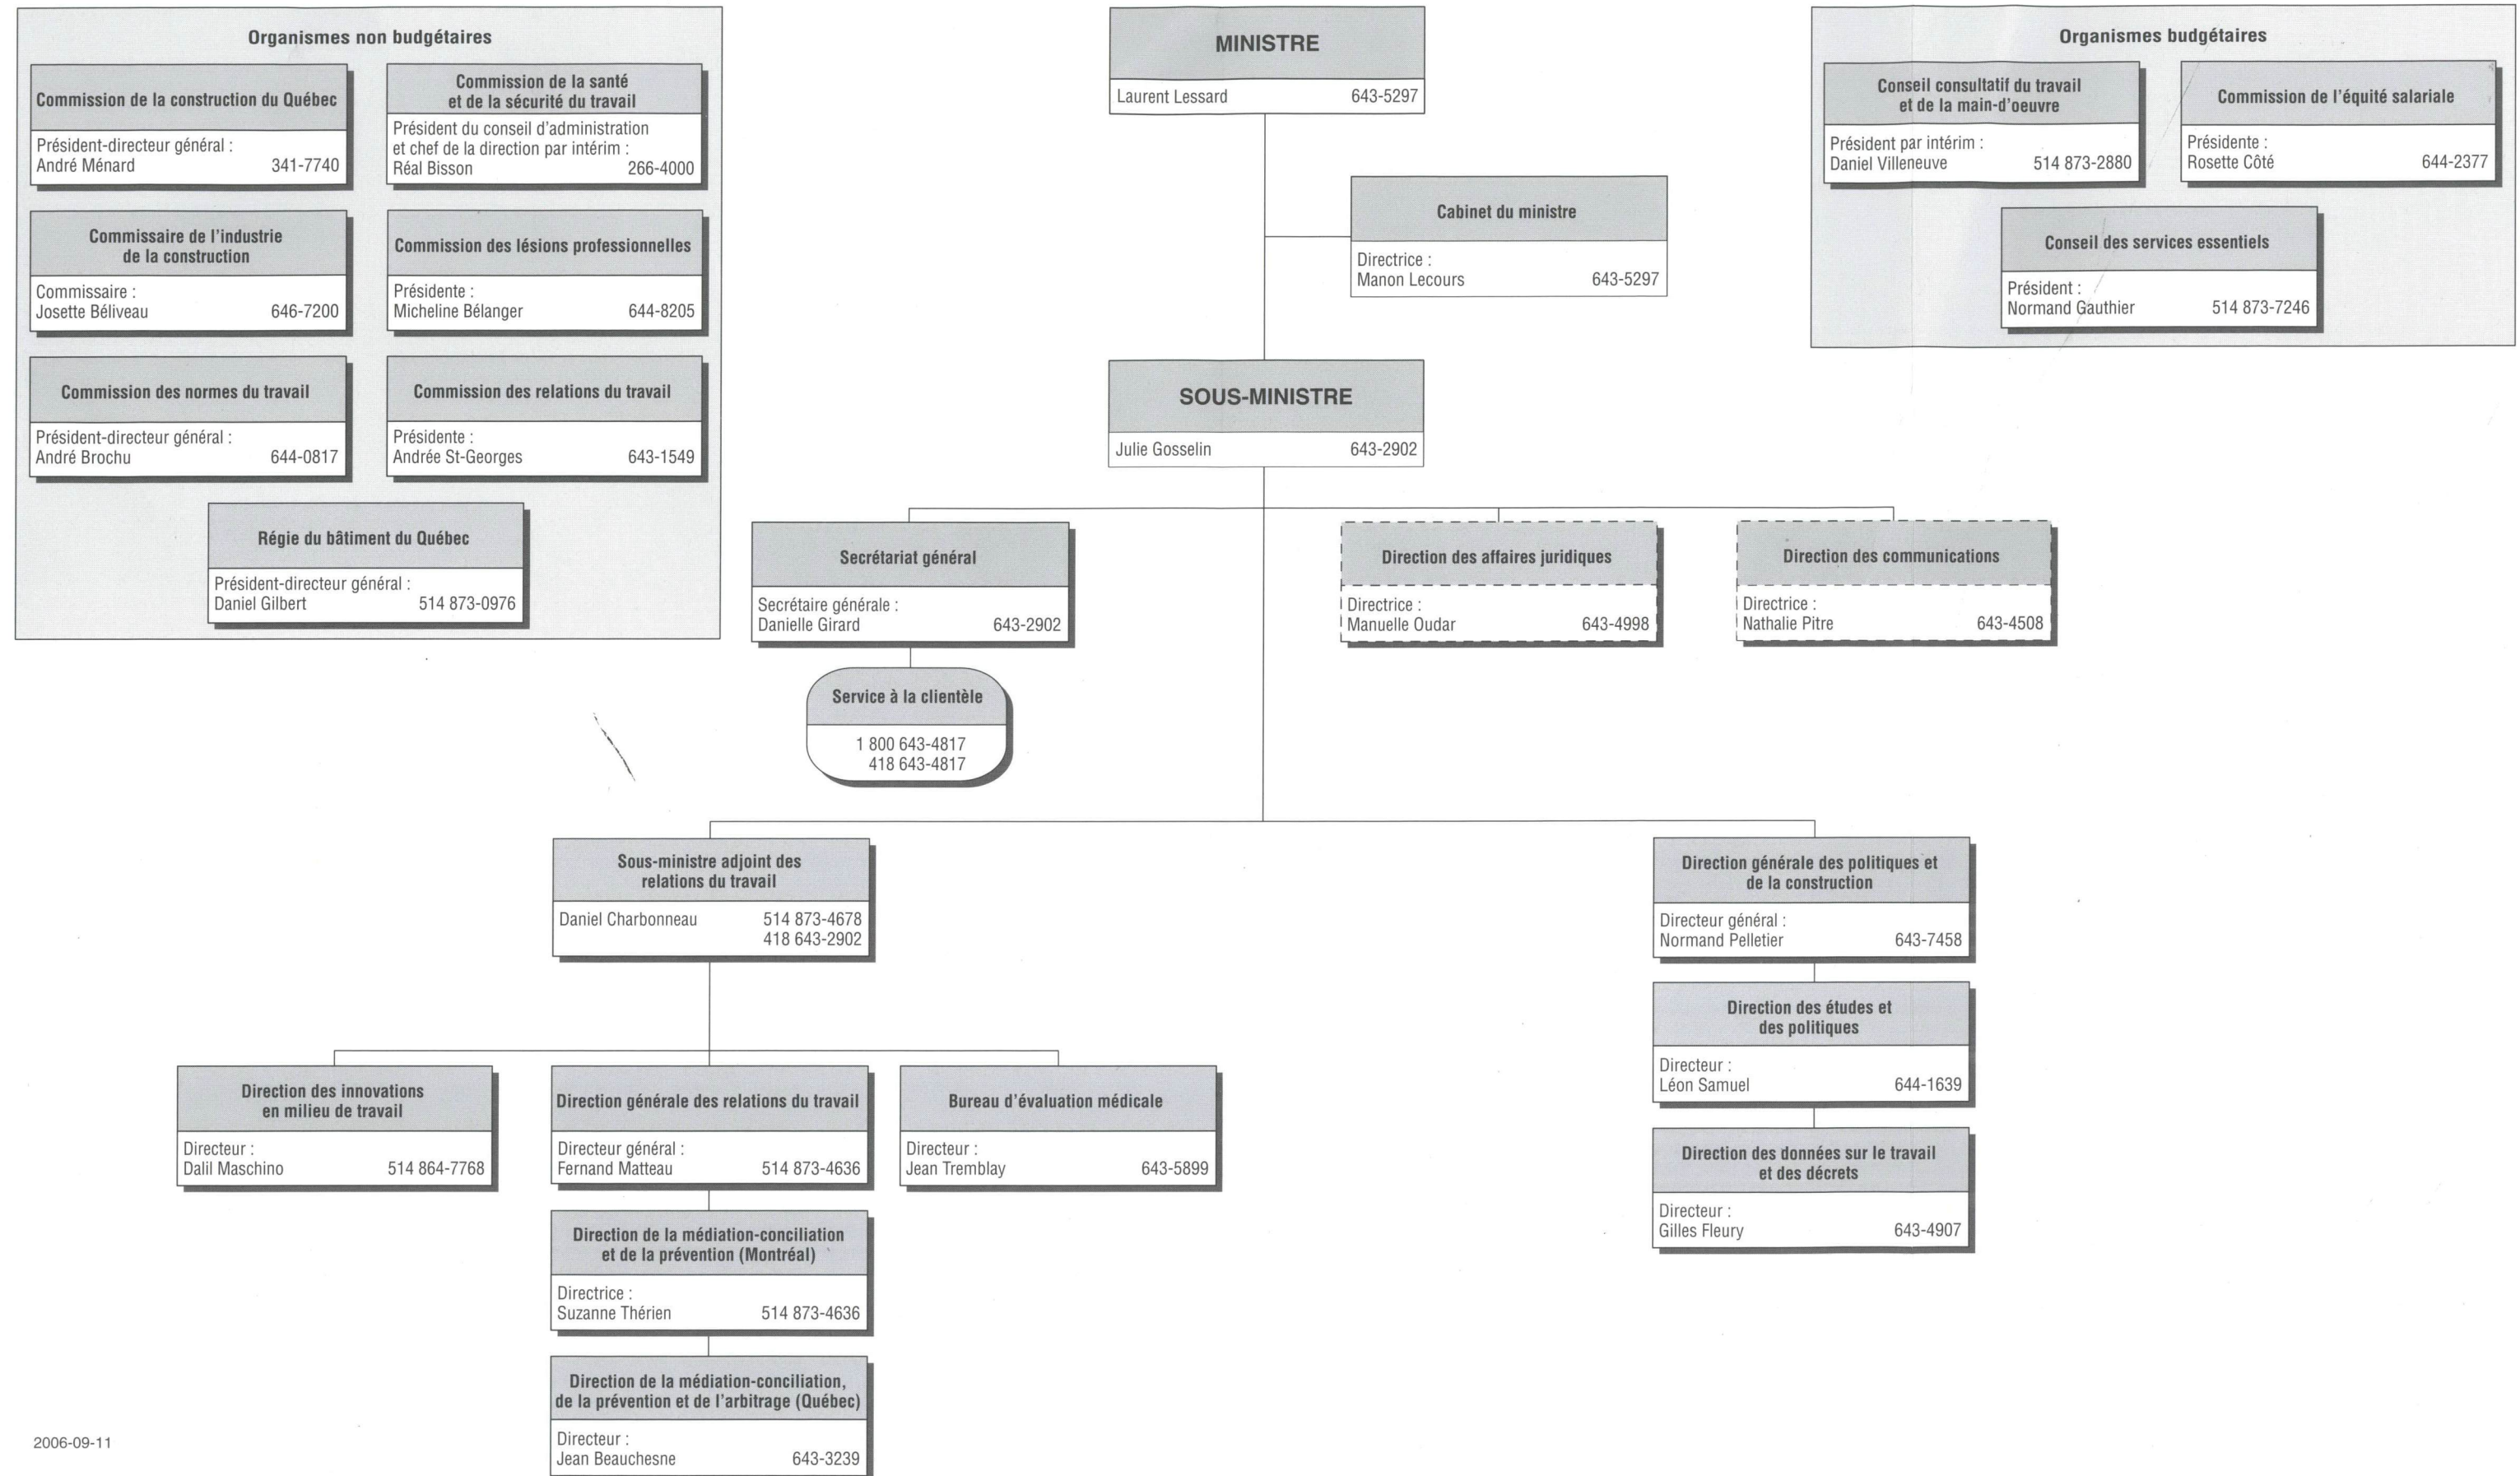 Organismes non budgétaires
Commission de la construction du Québec
Président-directeur général :
André Ménard 341-7740
Commission de la santé
et de la sécurité du travail
Président du conseil d'administration
et chef de la direction par intérim :
Réal Bisson 266-4000
Commissaire de l'industrie
de la construction
Commissaire :
Josette Béliveau 646-7200
Commission des lésions professionnelles
Présidente :
Micheline Bélanger 644-8205
Commission des normes du travail
Président-directeur général :
André Brochu 644-0817
Commission des relations du travail
Présidente :
Andrée St-Georges 643-1549
Régie du bâtiment du Québec
Président-directeur général :
Daniel Gilbert 514 873-0976
MINISTRE
Laurent Lessard 643-5297
Cabinet du ministre
Directrice :
Manon Lecours 643-5297
Organismes budgétaires
Conseil consultatif du travail
et de la main-d'oeuvre
Président par intérim :
Daniel Villeneuve 514 873-2880
Commission de l'équité salariale
Présidente :
Rosette Côté 644-2377
Conseil des services essentiels
Président :
Normand Gauthier 514 873-7246
SOUS-MINISTRE
Julie Gosselin 643-2902
Secrétariat général
Secrétaire générale :
Danielle Girard 643-2902
Service à la clientèle
1 800 643-4817
418 643-4817
Direction des affaires juridiques
Directrice :
Manuelle Oudar 643-4998
Direction des communications
Directrice :
Nathalie Pitre 643-4508
Sous-ministre adjoint des
relations du travail
Daniel Charbonneau 514 873-4678
418 643-2902
Direction des innovations
en milieu de travail
Directeur :
Dalil Maschino 514 864-7768
Direction générale des relations du travail
Directeur général :
Fernand Matteau 514 873-4636
Bureau d'évaluation médicale
Directeur :
Jean Tremblay 643-5899
Direction de la médiation-conciliation
et de la prévention (Montréal)
Directrice :
Suzanne Thérien 514 873-4636
Direction de la médiation-conciliation,
de la prévention et de l'arbitrage (Québec)
Directeur :
Jean Beauchesne 643-3239
Direction générale des politiques et
de la construction
Directeur général :
Normand Pelletier 643-7458
Direction des études et
des politiques
Directeur :
Léon Samuel 644-1639
Direction des données sur le travail
et des décrets
Directeur :
Gilles Fleury 643-4907
2006-09-11